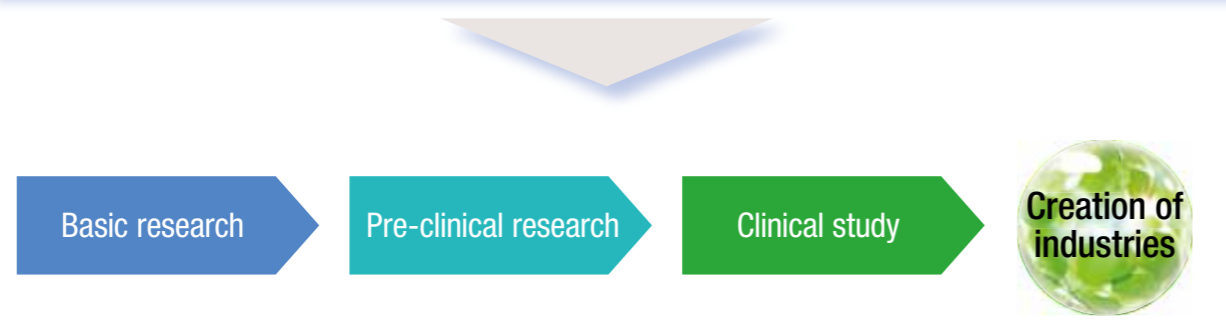 Basic research
Pre-clinical research
Clinical study
Creation of
industries